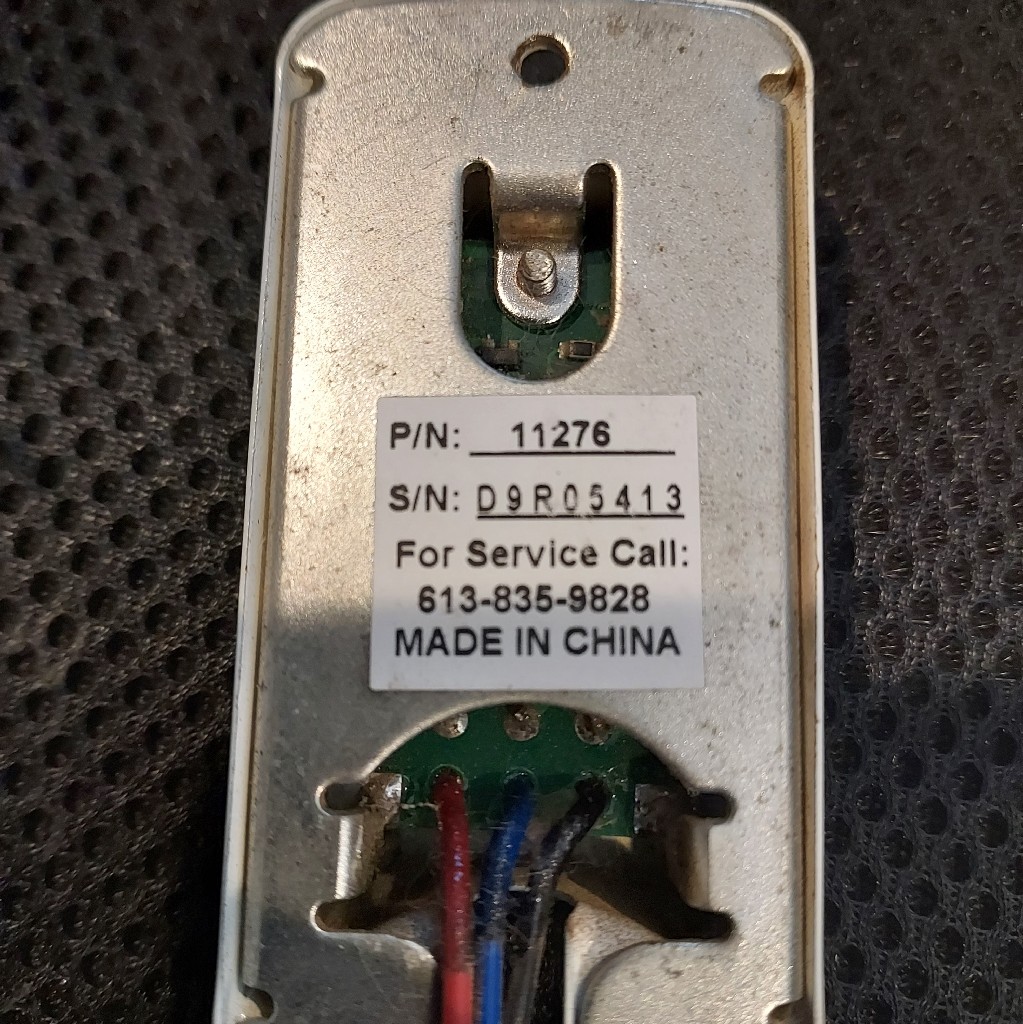 P/N: 11276
S/N: D9R05413
For Service Call:
613-835-9828
MADE IN CHINA